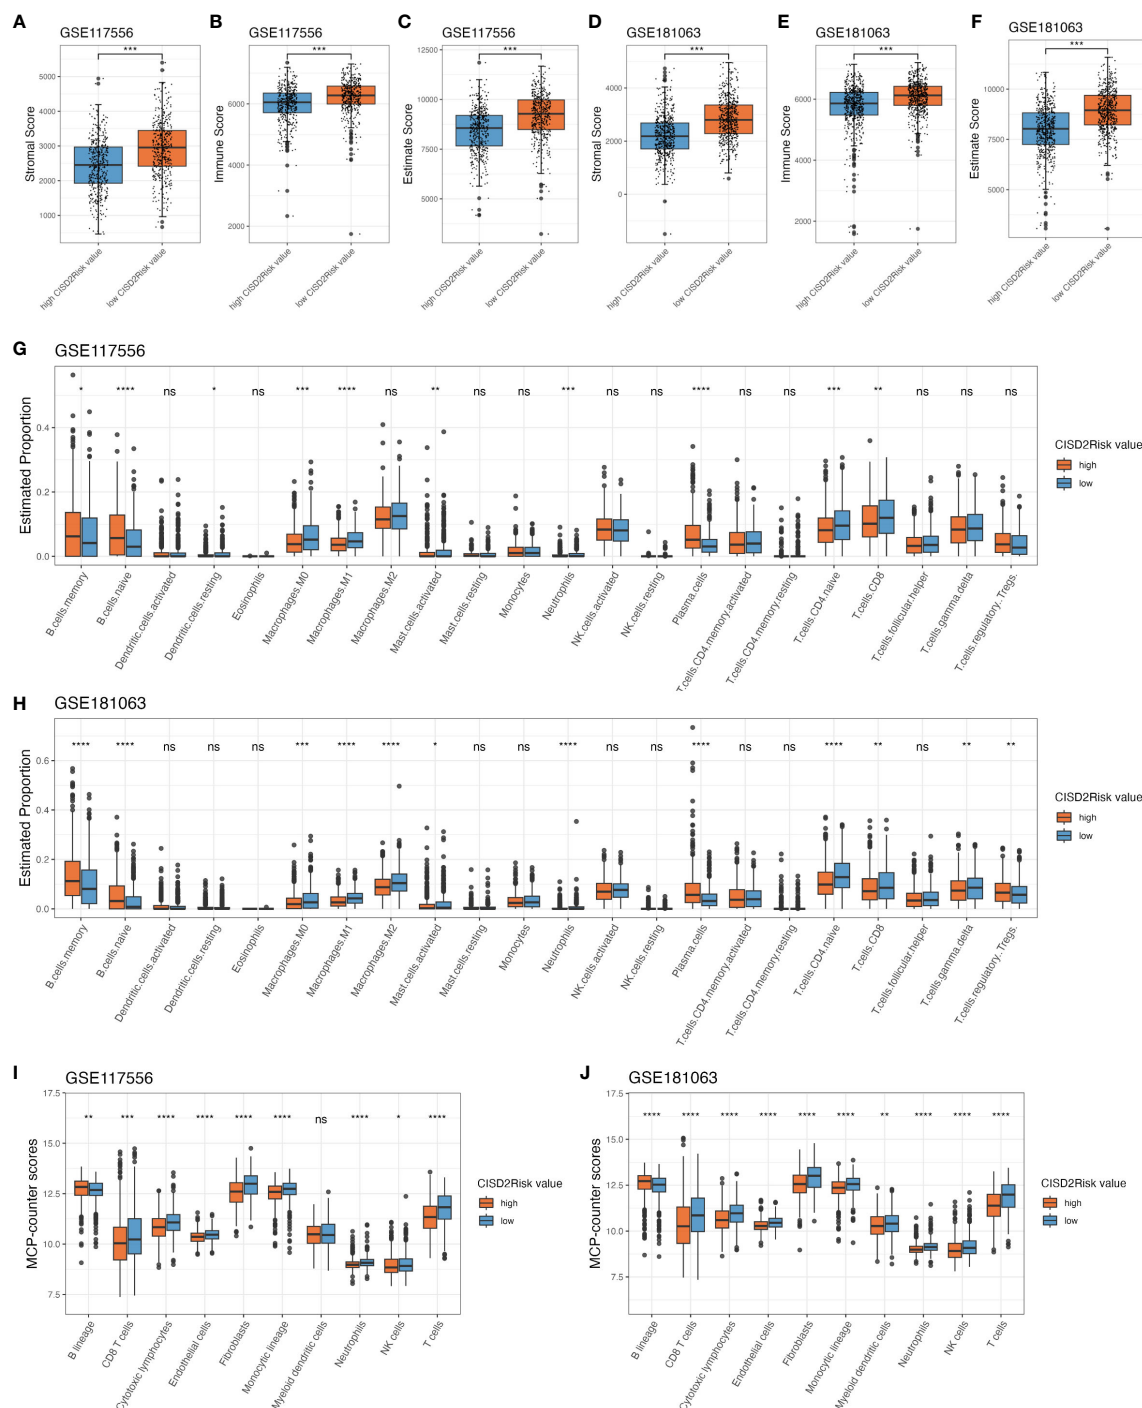 A
GSE117556
***
Stromal Score
5000
4000
3000
2000
1000
high CISD2Risk value
low CISD2Risk value
B
GSE117556
***
Immune Score
6000
4000
2000
high CISD2Risk value
low CISD2Risk value
C
GSE117556
***
Estimate Score
12500
10000
7500
5000
high CISD2Risk value
low CISD2Risk value
D
GSE181063
***
Stromal Score
4000
2000
0
high CISD2Risk value
low CISD2Risk value
E
GSE181063
***
Immune Score
6000
4000
2000
high CISD2Risk value
low CISD2Risk value
F
GSE181063
***
Estimate Score
10000
7500
5000
high CISD2Risk value
low CISD2Risk value
G
GSE117556
* **** ns * ns *** **** ns ** ns ns *** ns ns **** ns ns *** ** ns ns ns
Estimated Proportion
0.4
0.2
0.0
B.cells.memory
B.cells.naive
Dendritic.cells.activated
Dendritic.cells.resting
Eosinophils
Macrophages.M0
Macrophages.M1
Macrophages.M2
Mast.cells.activated
Mast.cells.resting
Monocytes
Neutrophils
NK.cells.activated
NK.cells.resting
Plasma.cells
T.cells.CD4.memory.activated
T.cells.CD4.memory.resting
T.cells.CD4.naive
T.cells.CD8
T.cells.follicular.helper
T.cells.gamma.delta
T.cells.regulatory..Tregs.
CISD2Risk value
high
low
H
GSE181063
**** **** ns ns ns *** **** **** * ns ns **** ns ns **** ns ns **** ** ns ** **
Estimated Proportion
0.6
0.4
0.2
0.0
B.cells.memory
B.cells.naive
Dendritic.cells.activated
Dendritic.cells.resting
Eosinophils
Macrophages.M0
Macrophages.M1
Macrophages.M2
Mast.cells.activated
Mast.cells.resting
Monocytes
Neutrophils
NK.cells.activated
NK.cells.resting
Plasma.cells
T.cells.CD4.memory.activated
T.cells.CD4.memory.resting
T.cells.CD4.naive
T.cells.CD8
T.cells.follicular.helper
T.cells.gamma.delta
T.cells.regulatory..Tregs.
CISD2Risk value
high
low
I
GSE117556
** *** **** **** **** **** ns **** * ****
MCP-counter scores
17.5
15.0
12.5
10.0
7.5
B lineage
CD8 T cells
Cytotoxic lymphocytes
Endothelial cells
Fibroblasts
Monocytic lineage
Myeloid dendritic cells
Neutrophils
NK cells
T cells
CISD2Risk value
high
low
J
GSE181063
**** **** **** **** **** **** ** **** **** ****
MCP-counter scores
17.5
15.0
12.5
10.0
7.5
B lineage
CD8 T cells
Cytotoxic lymphocytes
Endothelial cells
Fibroblasts
Monocytic lineage
Myeloid dendritic cells
Neutrophils
NK cells
T cells
CISD2Risk value
high
low